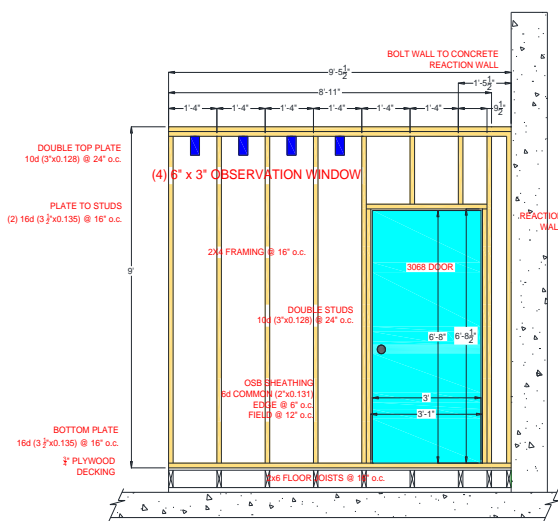 BOLT WALL TO CONCRETE
REACTION WALL
9'-5½"
1'-5½"
8'-11"
1'-4"
1'-4"
1'-4"
1'-4"
1'-4"
1'-4"
9½"
DOUBLE TOP PLATE
10d (3"x0.128) @ 24" o.c.
(4) 6" x 3" OBSERVATION WINDOW
PLATE TO STUDS
(2) 16d (3 ½"x0.135) @ 16" o.c.
REACTION
WALL
2X4 FRAMING @ 16" o.c.
3068 DOOR
9'
DOUBLE STUDS
10d (3"x0.128) @ 24" o.c.
6'-8"
6'-8½"
OSB SHEATHING
6d COMMON (2"x0.131)
EDGE @ 6" o.c.
FIELD @ 12" o.c.
3'
3'-1"
BOTTOM PLATE
16d (3 ½"x0.135) @ 16" o.c.
¾" PLYWOOD
DECKING
2x6 FLOOR JOISTS @ 16" o.c.